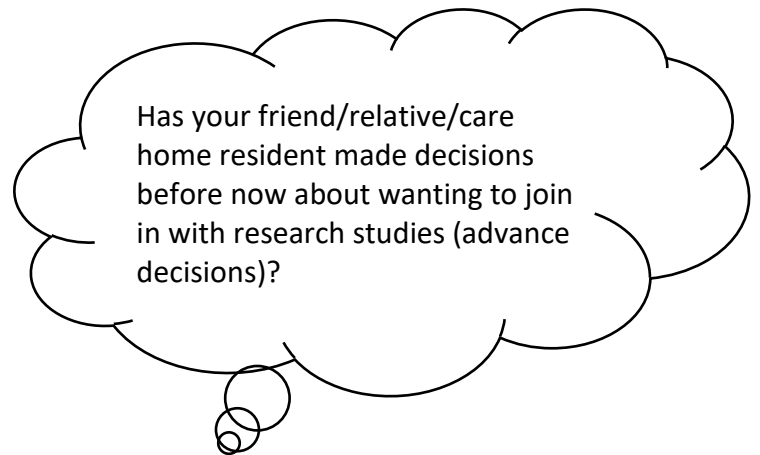 Has your friend/relative/care
home resident made decisions
before now about wanting to join
in with research studies (advance
decisions)?